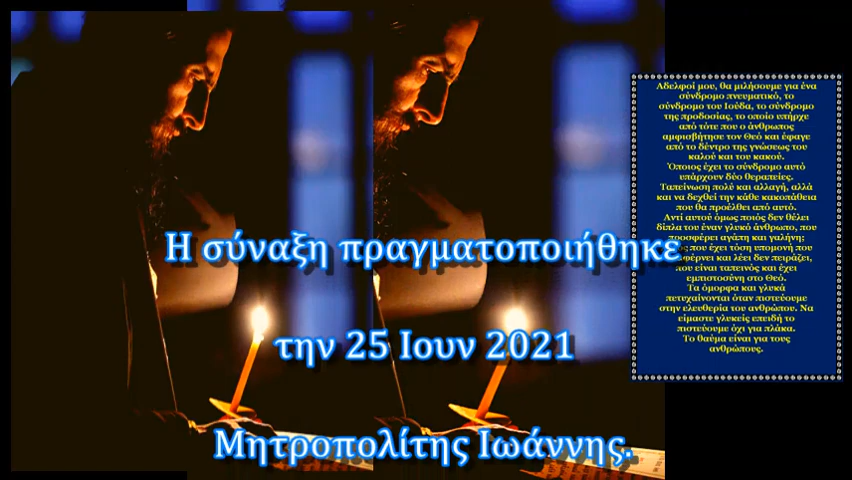 Η σύναξη πραγματοποιήθηκε
την 25 Ιουν 2021
Μητροπολίτης Ιωάννης.
Αδελφοί μου, θα μιλήσουμε για ένα
σύνδρομο πνευματικό, το
σύνδρομο του Ιούδα, το σύνδρομο
της προδοσίας, το οποίο υπήρχε
από τότε που ο άνθρωπος
αμφισβήτησε τον Θεό και έφαγε
από το δέντρο της γνώσεως του
καλού και του κακού.
Όποιος έχει το σύνδρομο αυτό
υπάρχουν δύο θεραπείες.
Ταπείνωση πολύ και αλλαγή, αλλά
και να δεχθεί την κάθε κακοπάθεια
που θα προέλθει από αυτό.
Αντί αυτού όμως ποιός δεν θέλει
δίπλα του έναν γλυκό άνθρωπο, που
προσφέρει αγάπη και γαλήνη;
που έχει τόση υπομονή που
και λέει δεν πειράζει,
που είναι ταπεινός και έχει
εμπιστοσύνη στο Θεό.
Τα όμορφα και γλυκά
πετυχαίνονται όταν πιστεύουμε
στην ελευθερία του ανθρώπου. Να
είμαστε γλυκείς επειδή το
πιστεύουμε όχι για πλάκα.
Το θαύμα είναι για τους
ανθρώπους.